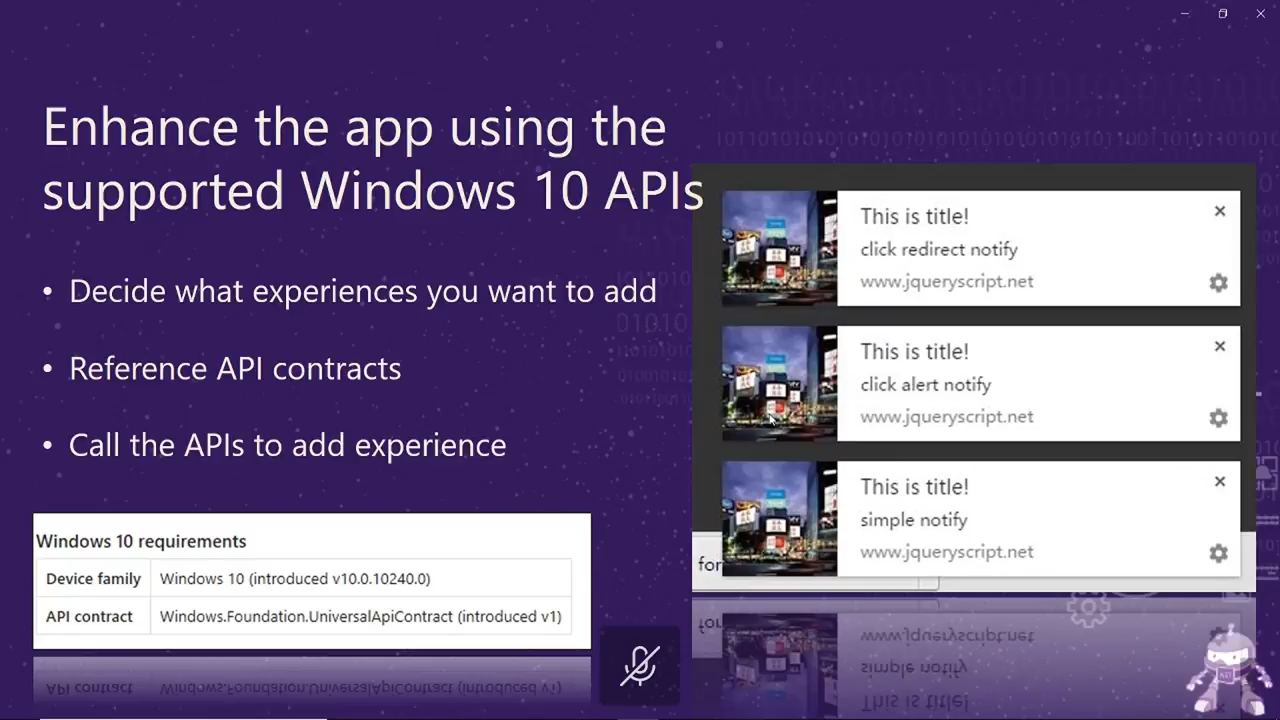 Enhance the app using the
supported Windows 10 APIs
• Decide what experiences you want to add
• Reference API contracts
• Call the APIs to add experience
Windows 10 requirements
Device family Windows 10 (introduced v10.0.10240.0)
API contract Windows.Foundation.UniversalApiContract (introduced v1)
This is title!
click redirect notify
www.jqueryscript.net
This is title!
click alert notify
www.jqueryscript.net
This is title!
simple notify
www.jqueryscript.net
for